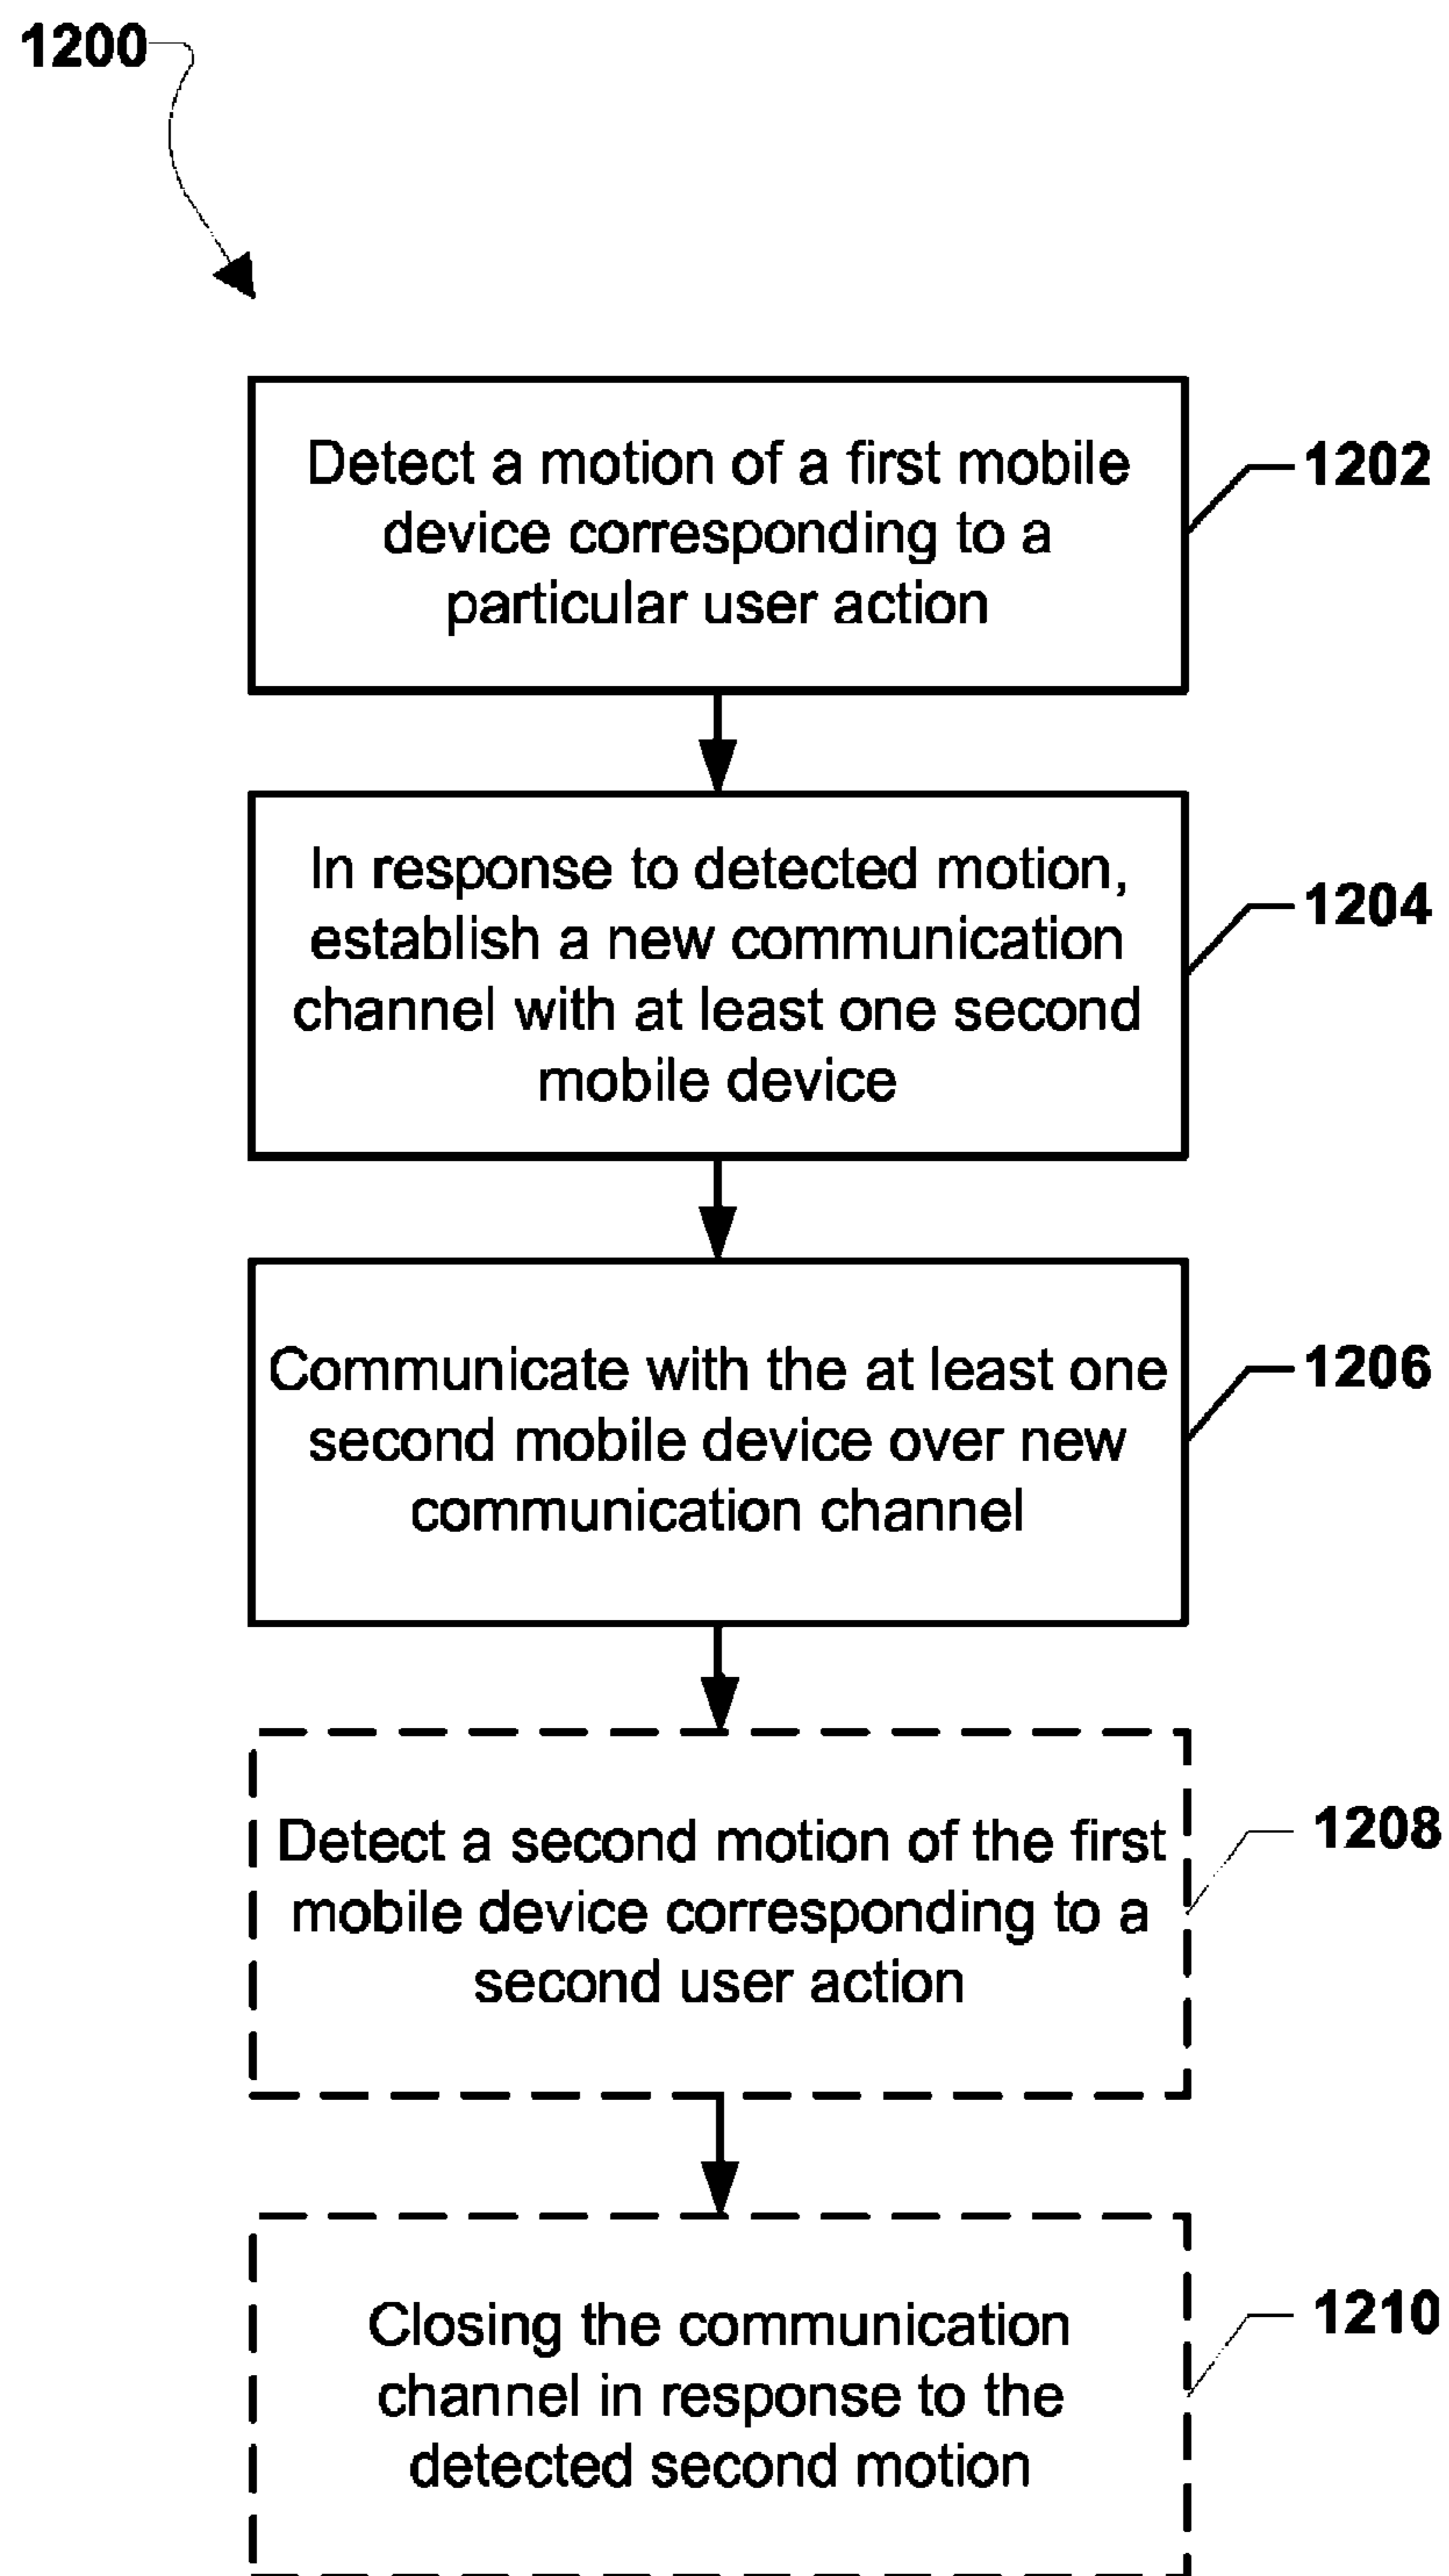 1200
Detect a motion of a first mobile
device corresponding to a
particular user action
1202
In response to detected motion,
establish a new communication
channel with at least one second
mobile device
1204
Communicate with the at least one
second mobile device over new
communication channel
1206
Detect a second motion of the first
mobile device corresponding to a
second user action
1208
Closing the communication
channel in response to the
detected second motion
1210